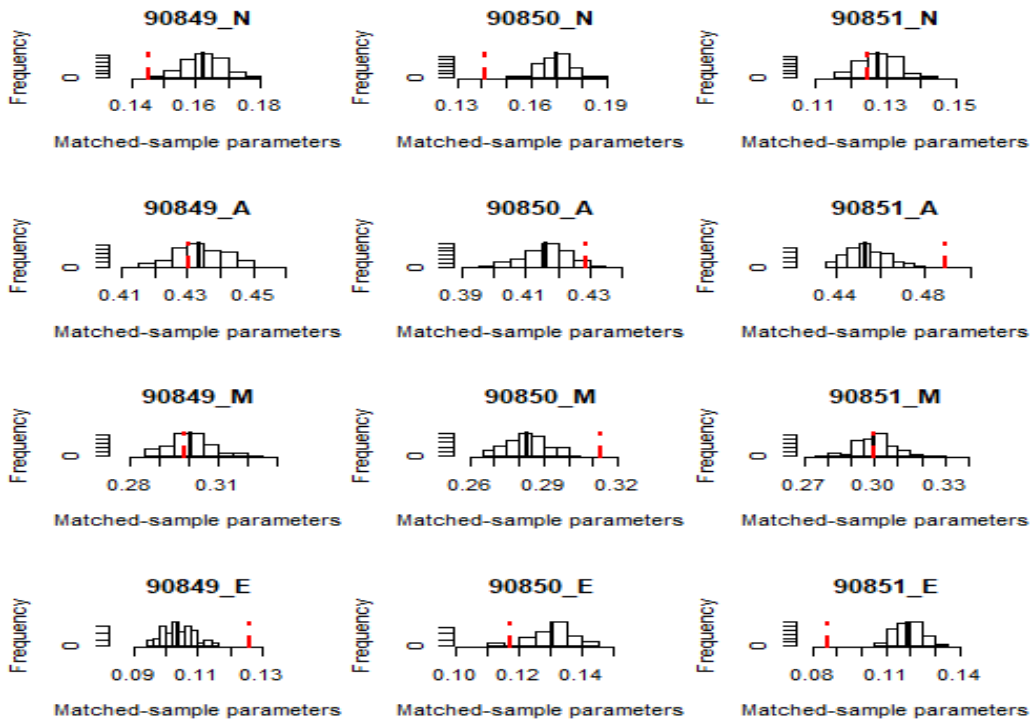 90849_N 90850_N 90851_N
Frequency Frequency Frequency
0 0 0
0.14 0.16 0.18 0.13 0.16 0.19 0.11 0.13 0.15
Matched-sample parameters Matched-sample parameters Matched-sample parameters
90849_A 90850_A 90851_A
Frequency Frequency Frequency
0 0 0
0.41 0.43 0.45 0.39 0.41 0.43 0.44 0.48
Matched-sample parameters Matched-sample parameters Matched-sample parameters
90849_M 90850_M 90851_M
Frequency Frequency Frequency
0 0 0
0.28 0.31 0.26 0.29 0.32 0.27 0.30 0.33
Matched-sample parameters Matched-sample parameters Matched-sample parameters
90849_E 90850_E 90851_E
Frequency Frequency Frequency
0 0 0
0.09 0.11 0.13 0.10 0.12 0.14 0.08 0.11 0.14
Matched-sample parameters Matched-sample parameters Matched-sample parameters